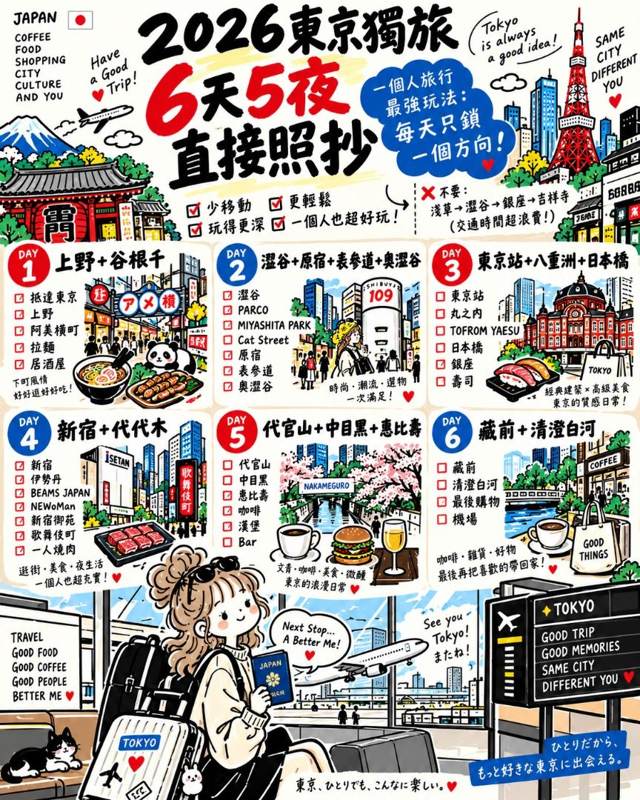 JAPAN
COFFEE
FOOD
SHOPPING
CITY
CULTURE
AND YOU
Have
a Good
Trip!
2026東京獨旅
6天5夜
直接照抄
一個人旅行
最強玩法：
每天只鎖
一個方向！
Tokyo
is always
a good idea!
SAME
CITY
DIFFERENT
YOU
少移動
更輕鬆
玩得更深
一個人也超好玩！
不要：
淺草→澀谷→銀座→吉祥寺
(交通時間超浪費!)
DAY
1
上野+谷根千
抵達東京
上野
阿美橫町
拉麵
居酒屋
下町風情
好好逛好好吃!
アメ横
DAY
2
澀谷+原宿+表參道+奧澀谷
澀谷
PARCO
MIYASHITA PARK
Cat Street
原宿
表參道
奧澀谷
SHIBUYA
109
時尚・潮流・選物
一次滿足!
DAY
3
東京站+八重洲+日本橋
東京站
丸之內
TOFROM YAESU
日本橋
銀座
壽司
TOKYO
經典建築×高級美食
東京的質感日常!
DAY
4
新宿+代代木
新宿
伊勢丹
BEAMS JAPAN
NEWoMan
新宿御苑
歌舞伎町
一人燒肉
ISETAN
歌舞伎町
逛街・美食・夜生活
一個人也超充實!
DAY
5
代官山+中目黑+惠比壽
代官山
中目黑
惠比壽
咖啡
漢堡
Bar
NAKAMEGURO
文青・咖啡・美食・微醺
東京的浪漫日常
DAY
6
藏前+清澄白河
藏前
清澄白河
最後購物
機場
COFFEE
GOOD
THINGS
咖啡・雜貨・好物
最後再把喜歡的帶回家!
TRAVEL
GOOD FOOD
GOOD COFFEE
GOOD PEOPLE
BETTER ME
Next Stop...
A Better Me!
See you,
Tokyo!
またね!
JAPAN
TOKYO
TOKYO
GOOD TRIP
GOOD MEMORIES
SAME CITY
DIFFERENT YOU
ひとりだから、
もっと好きな東京に出会える。
東京、ひとりでも、こんなに楽しい。